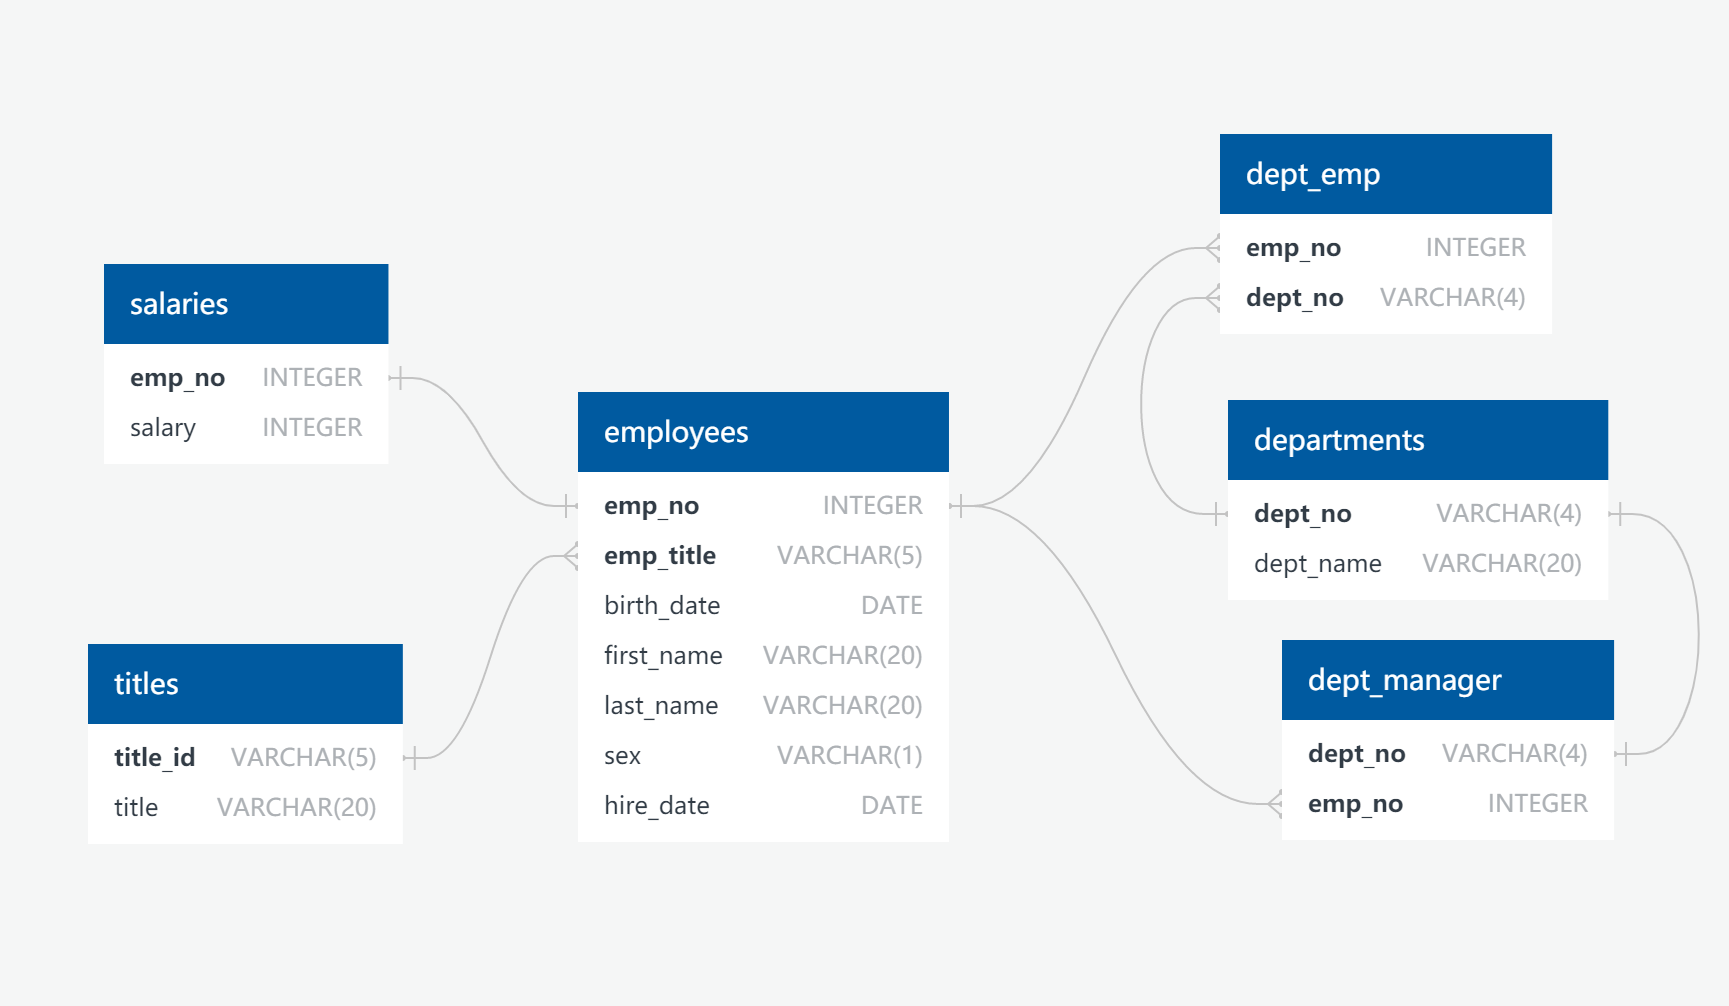 salaries
emp_no INTEGER
salary INTEGER
titles
title_id VARCHAR(5)
title VARCHAR(20)
employees
emp_no INTEGER
emp_title VARCHAR(5)
birth_date DATE
first_name VARCHAR(20)
last_name VARCHAR(20)
sex VARCHAR(1)
hire_date DATE
dept_emp
emp_no INTEGER
dept_no VARCHAR(4)
departments
dept_no VARCHAR(4)
dept_name VARCHAR(20)
dept_manager
dept_no VARCHAR(4)
emp_no INTEGER